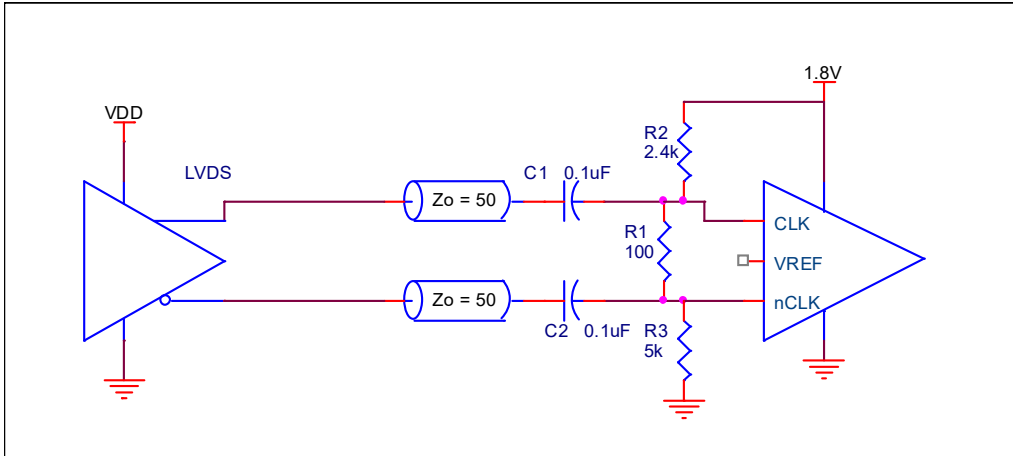 1.8V
VDD
R2
2.4k
LVDS
C1 0.1uF
Zo = 50
CLK
R1
100
VREF
Zo = 50
nCLK
C2 0.1uF
R3
5k